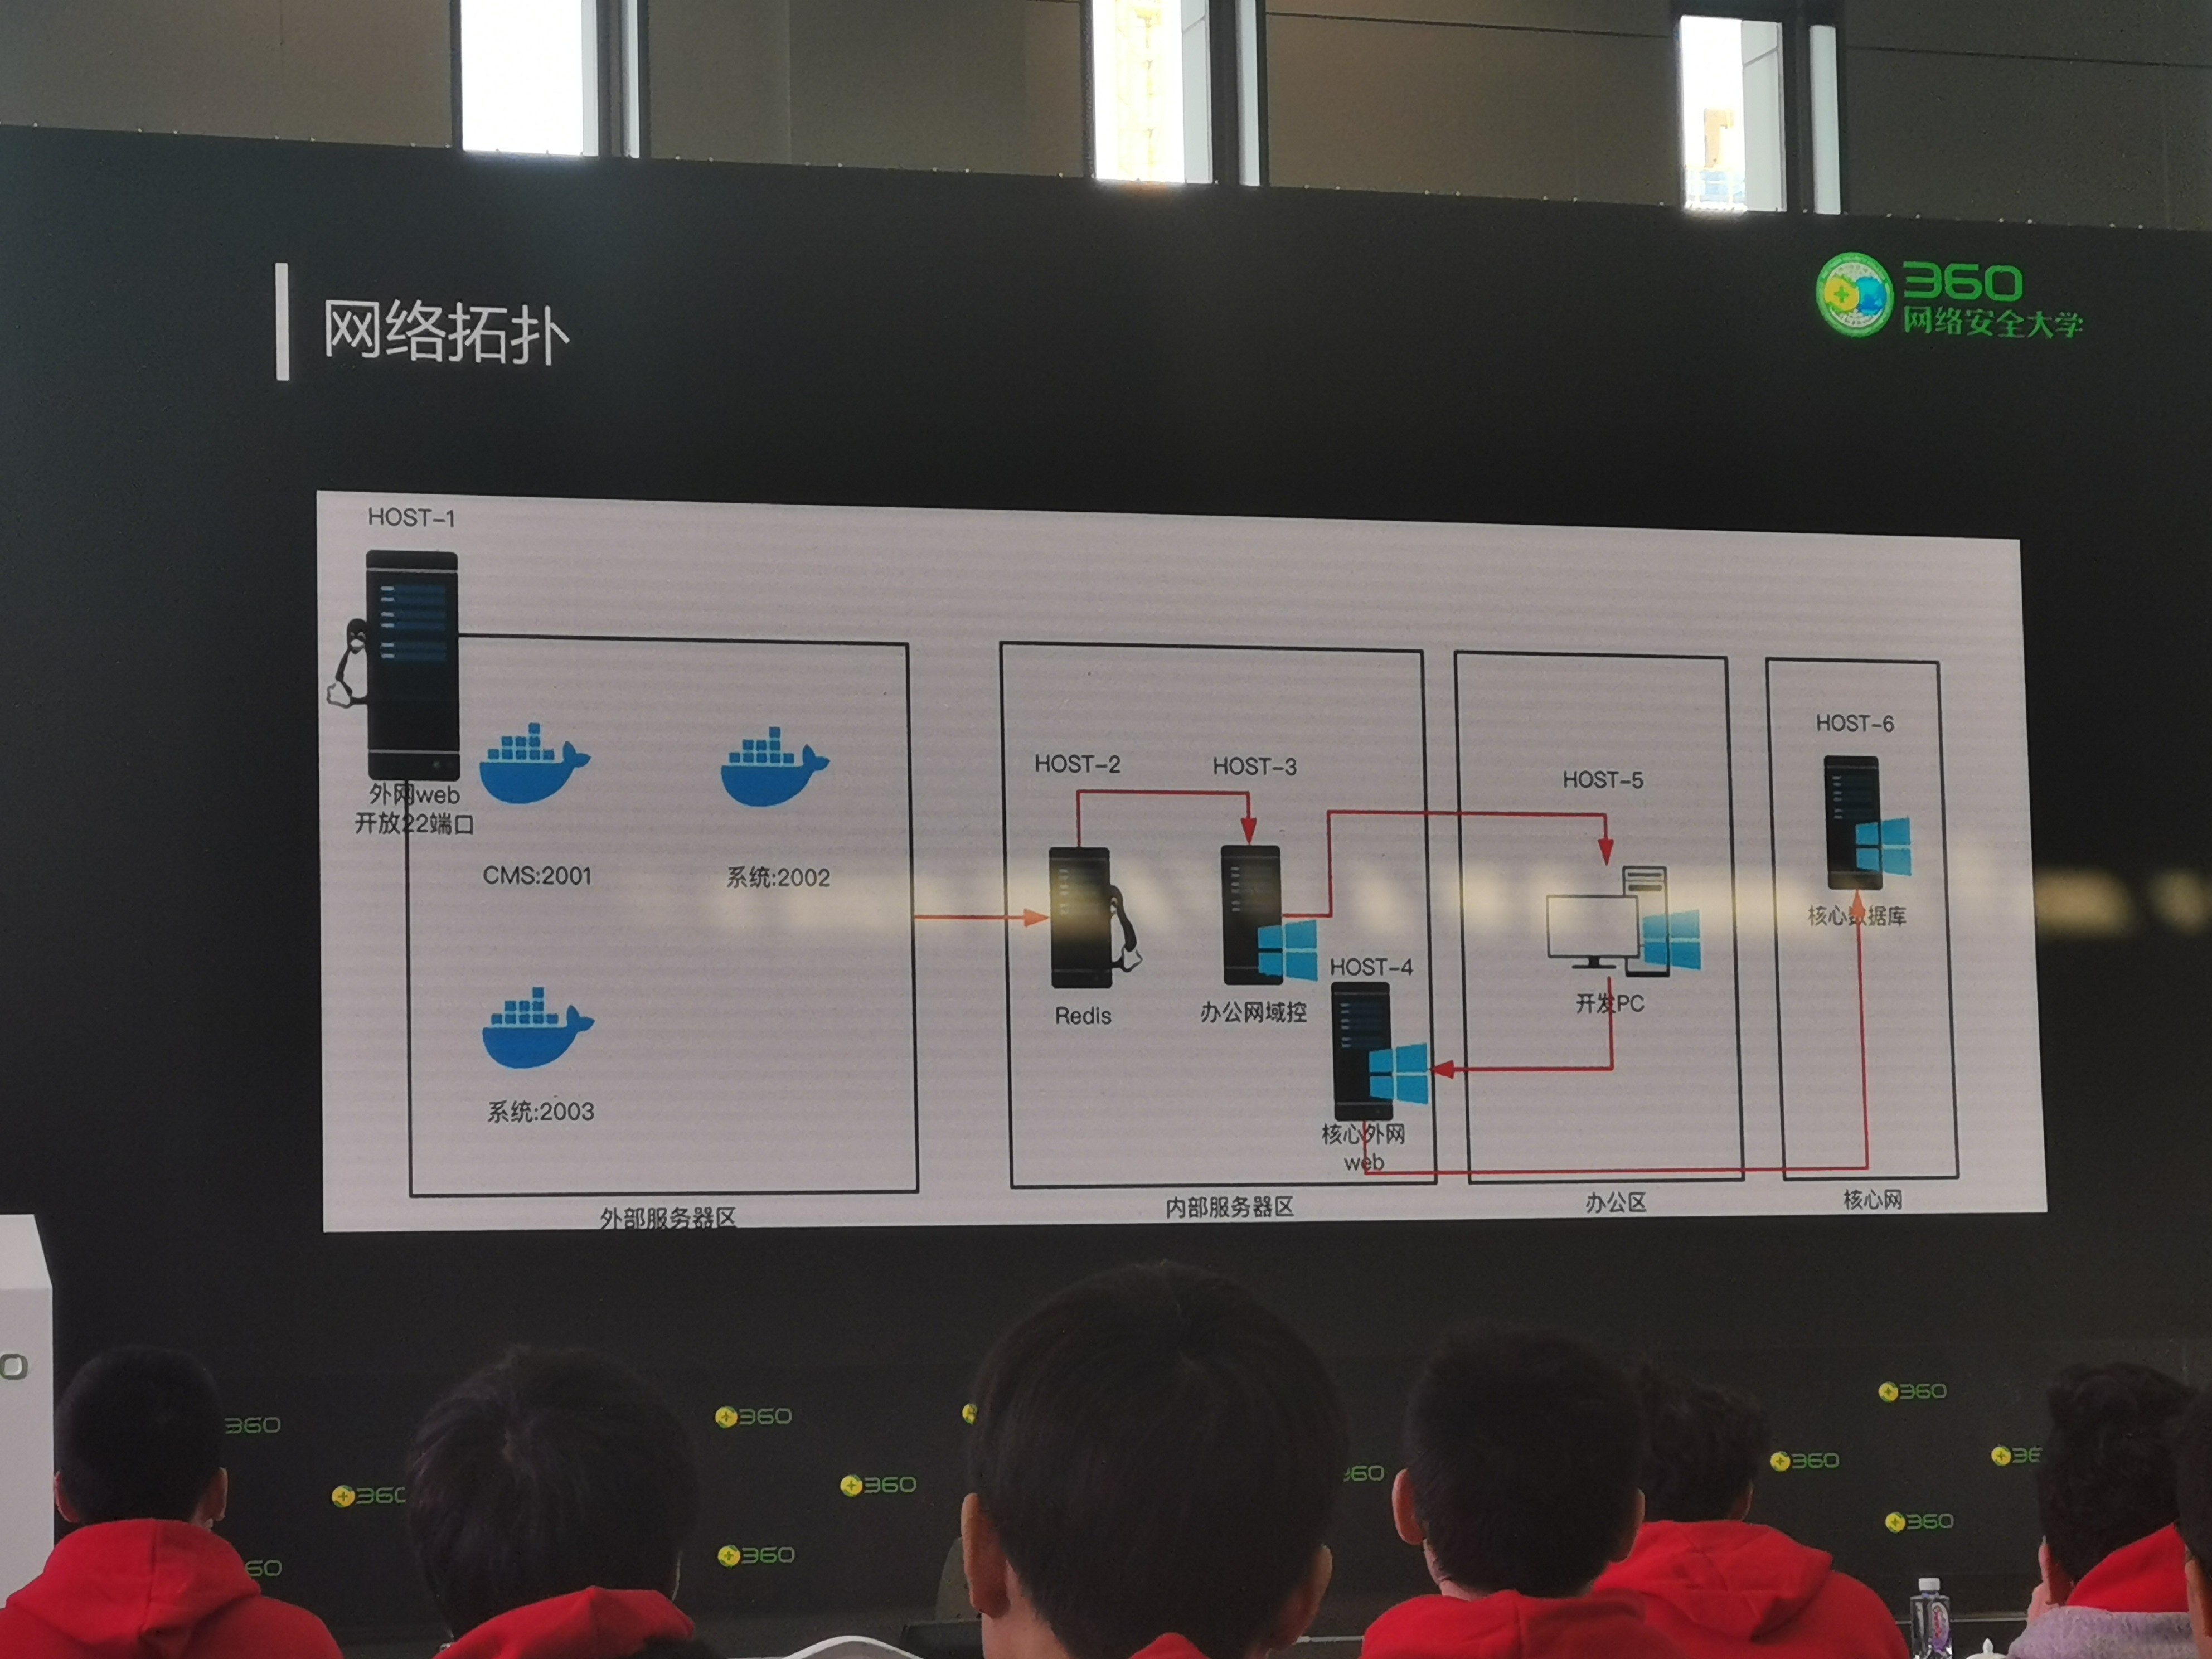 网络拓扑
360
网络安全大学
HOST-1
外网web
开放22端口
CMS:2001
系统:2002
系统:2003
外部服务器区
HOST-2
Redis
HOST-3
办公网域控
HOST-4
核心外网
web
内部服务器区
HOST-5
开发PC
办公区
HOST-6
核心数据库
核心网
360
360
360
360
360
360
360
360
360
360
36